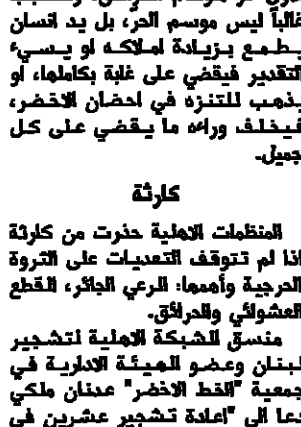 غالباً ليس موسم الحر، بل يد انسان
يطمع بزيادة املاكه او يسيء
التقدير فيقضي على غابة بكاملها، او
يذهب للتنزه في احضان الاخضر،
فيخلف وراءه ما يقضي على كل
جميل.
كارثة
المنظمات الاهلية حذرت من كارثة
اذا لم تتوقف التعديات على الثروة
الحرجية وأهمها: الرعي الجائر، القطع
العشوائي والحرائق.
منسق الشبكة الاهلية لتشجير
لبنان وعضو الهيئة الادارية في
جمعية "الخط الاخضر" عدنان ملكي
دعا الى "إعادة تشجير عشرين في